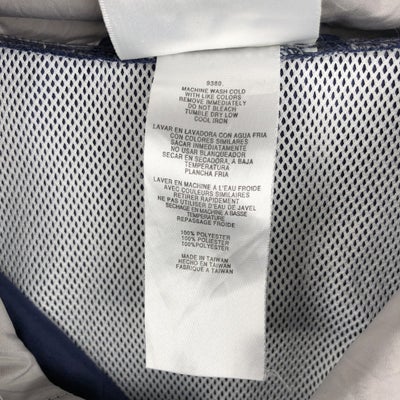 9380
MACHINE WASH COLD
WITH LIKE COLORS
REMOVE IMMEDIATELY
DO NOT BLEACH
TUMBLE DRY LOW
COOL IRON
LAVAR EN LAVADORA CON AGUA FRIA
CON COLORES SIMILARES
SACAR INMEDIATAMENTE
NO USAR BLANQUEADOR
SECAR EN SECADORA, A BAJA
TEMPERATURA
PLANCHA FRIA
LAVER EN MACHINE A L'EAU FROIDE
AVEC COULEURS SIMILAIRES
RETIRER RAPIDEMENT
NE PAS UTILISER D'EAU DE JAVEL
SECHAGE EN MACHINE A BASSE
TEMPERATURE
REPASSAGE FROIDE
100% POLYESTER
100% POLIESTER
100% POLYESTER
MADE IN TAIWAN
HECHO EN TAIWAN
FABRIQUE A TAIWAN